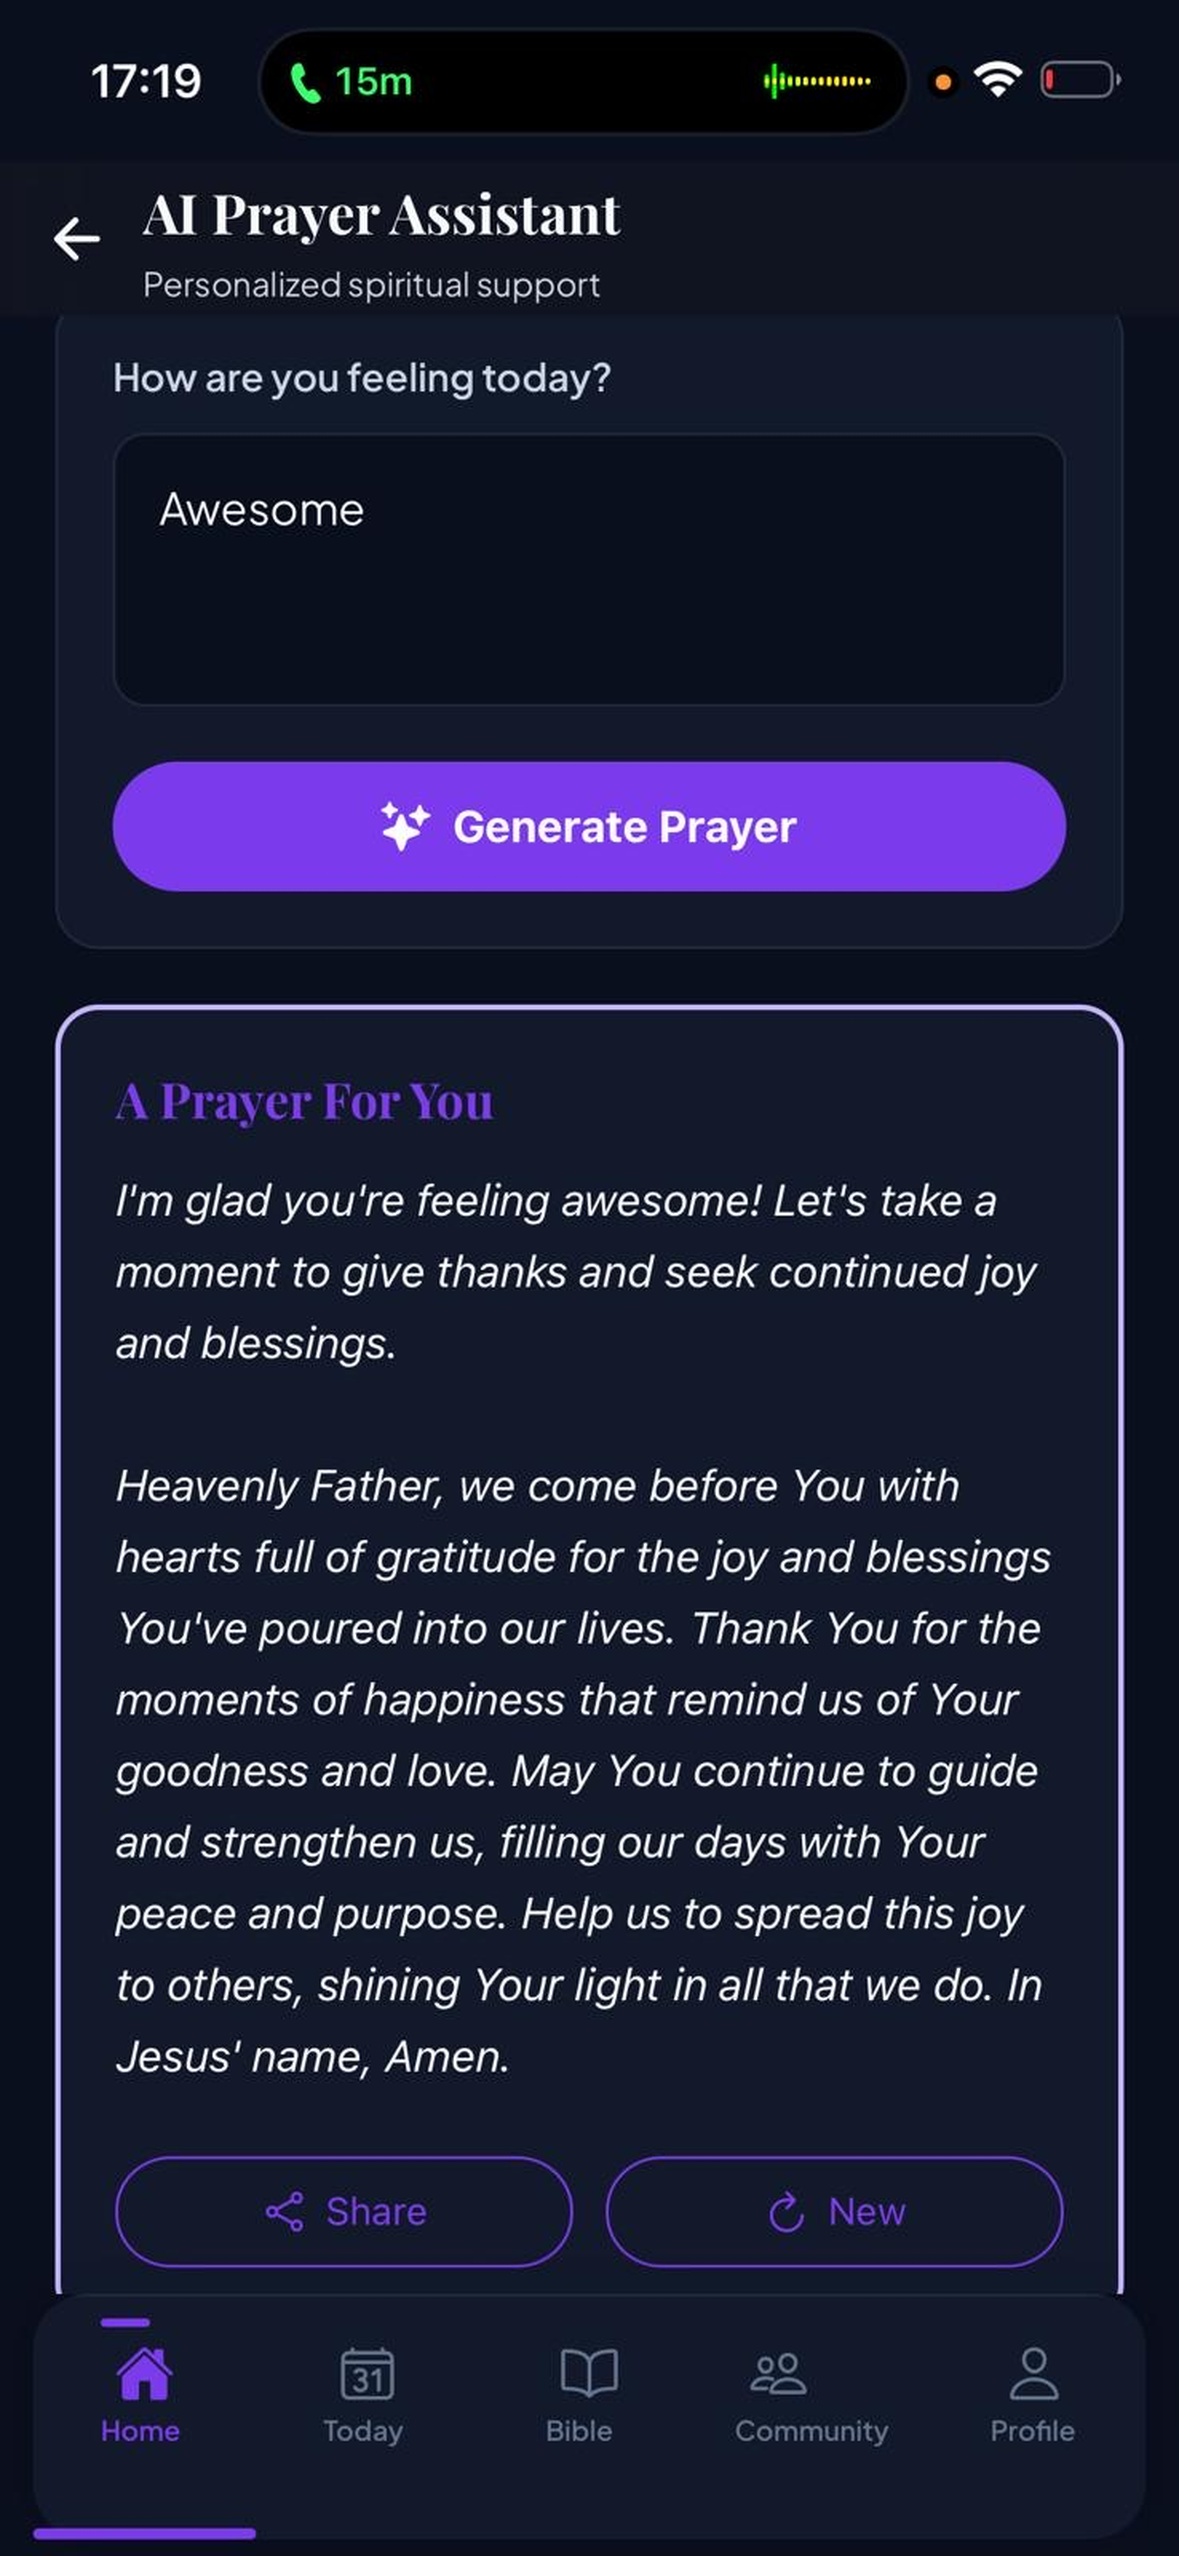 17:19
15m
AI Prayer Assistant
Personalized spiritual support
How are you feeling today?
Awesome
Generate Prayer
A Prayer For You
I'm glad you're feeling awesome! Let's take a
moment to give thanks and seek continued joy
and blessings.
Heavenly Father, we come before You with
hearts full of gratitude for the joy and blessings
You've poured into our lives. Thank You for the
moments of happiness that remind us of Your
goodness and love. May You continue to guide
and strengthen us, filling our days with Your
peace and purpose. Help us to spread this joy
to others, shining Your light in all that we do. In
Jesus' name, Amen.
Share
New
31
Home
Today
Bible
Community
Profile